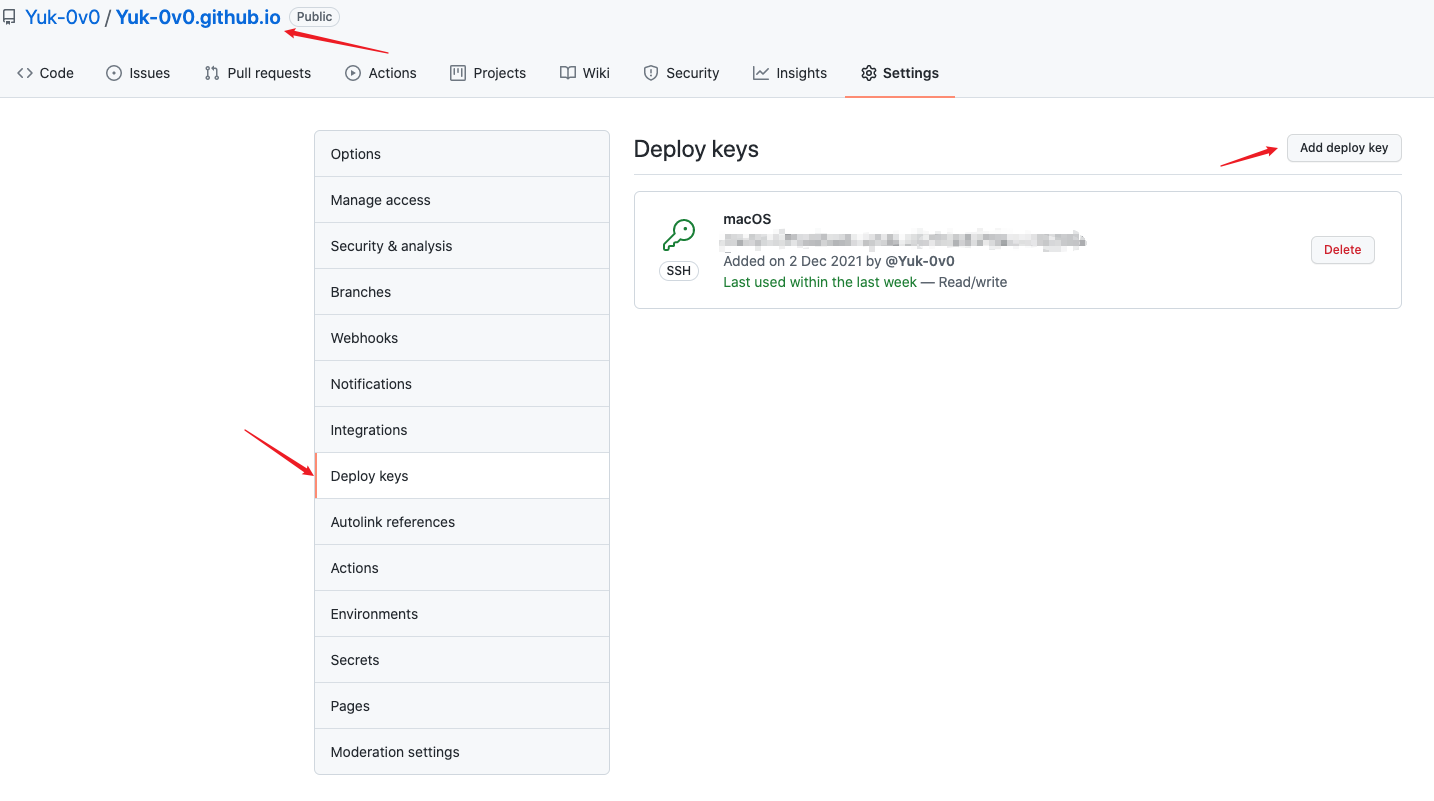 Yuk-0v0 / Yuk-0v0.github.io Public
Code Issues Pull requests Actions Projects Wiki Security Insights Settings
Options
Manage access
Security & analysis
Branches
Webhooks
Notifications
Integrations
Deploy keys
Autolink references
Actions
Environments
Secrets
Pages
Moderation settings
Deploy keys Add deploy key
macOS
Added on 2 Dec 2021 by @Yuk-0v0
Last used within the last week — Read/write
SSH
Delete